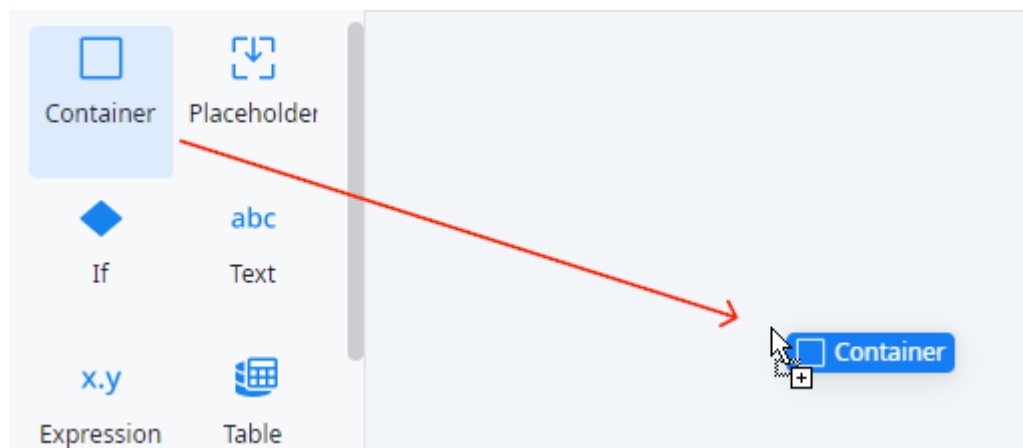 Container
Placeholder
abc
If
Text
Container
x.y
Expression
Table